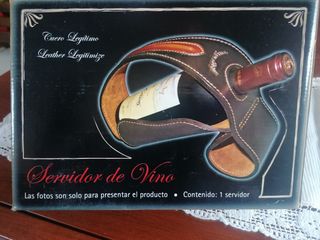 Cuero Legítimo
Leather Legitimize
Servidor de Vino
Las fotos son solo para presentar el producto • Contenido: 1 servidor